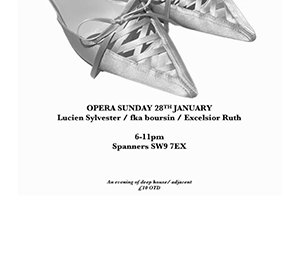 OPERA SUNDAY 28TH JANUARY
Lucien Sylvester / fka boursin / Excelsior Ruth
6-11pm
Spanners SW9 7EX
An evening of deep house/ adjacent
£10 OTD